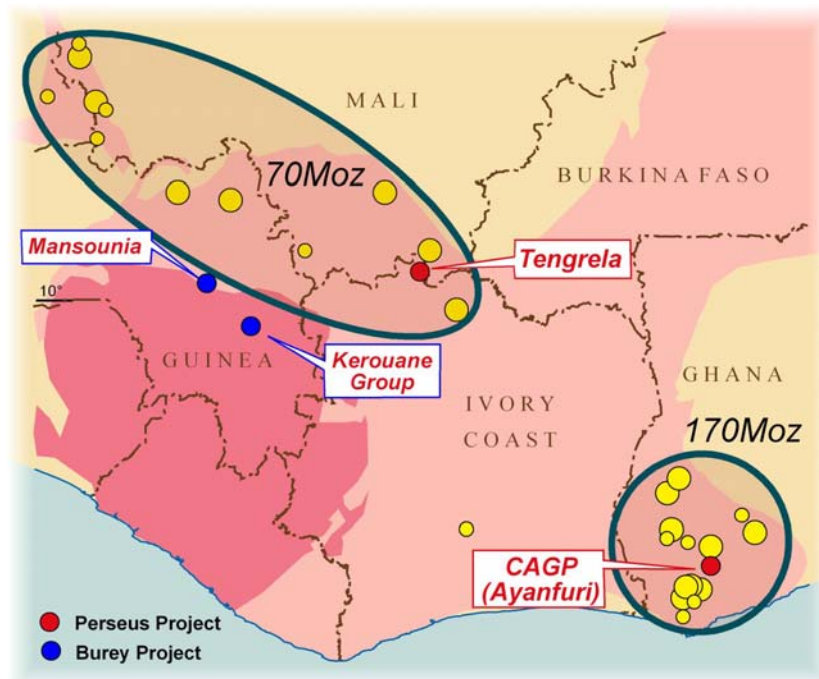 MALI
70Moz
BURKINA FASO
Mansounia
Tengrela
10°
GUINEA
Kerouane
Group
GHANA
IVORY
COAST
170Moz
CAGP
(Ayanfuri)
Perseus Project
Burey Project